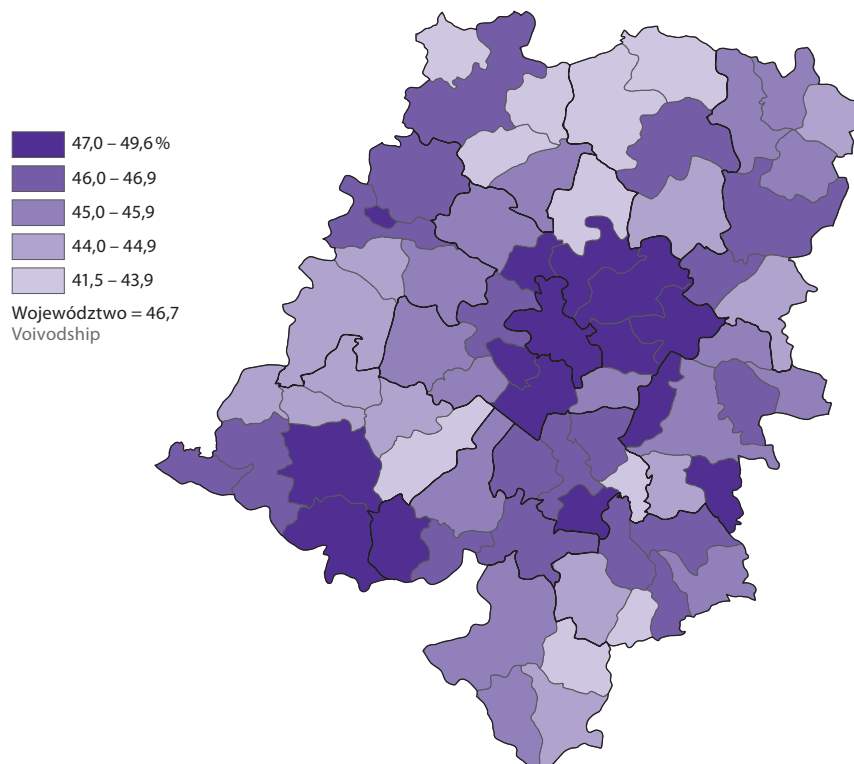 47,0 – 49,6 %
46,0 – 46,9
45,0 – 45,9
44,0 – 44,9
41,5 – 43,9
Województwo = 46,7
Voivodship